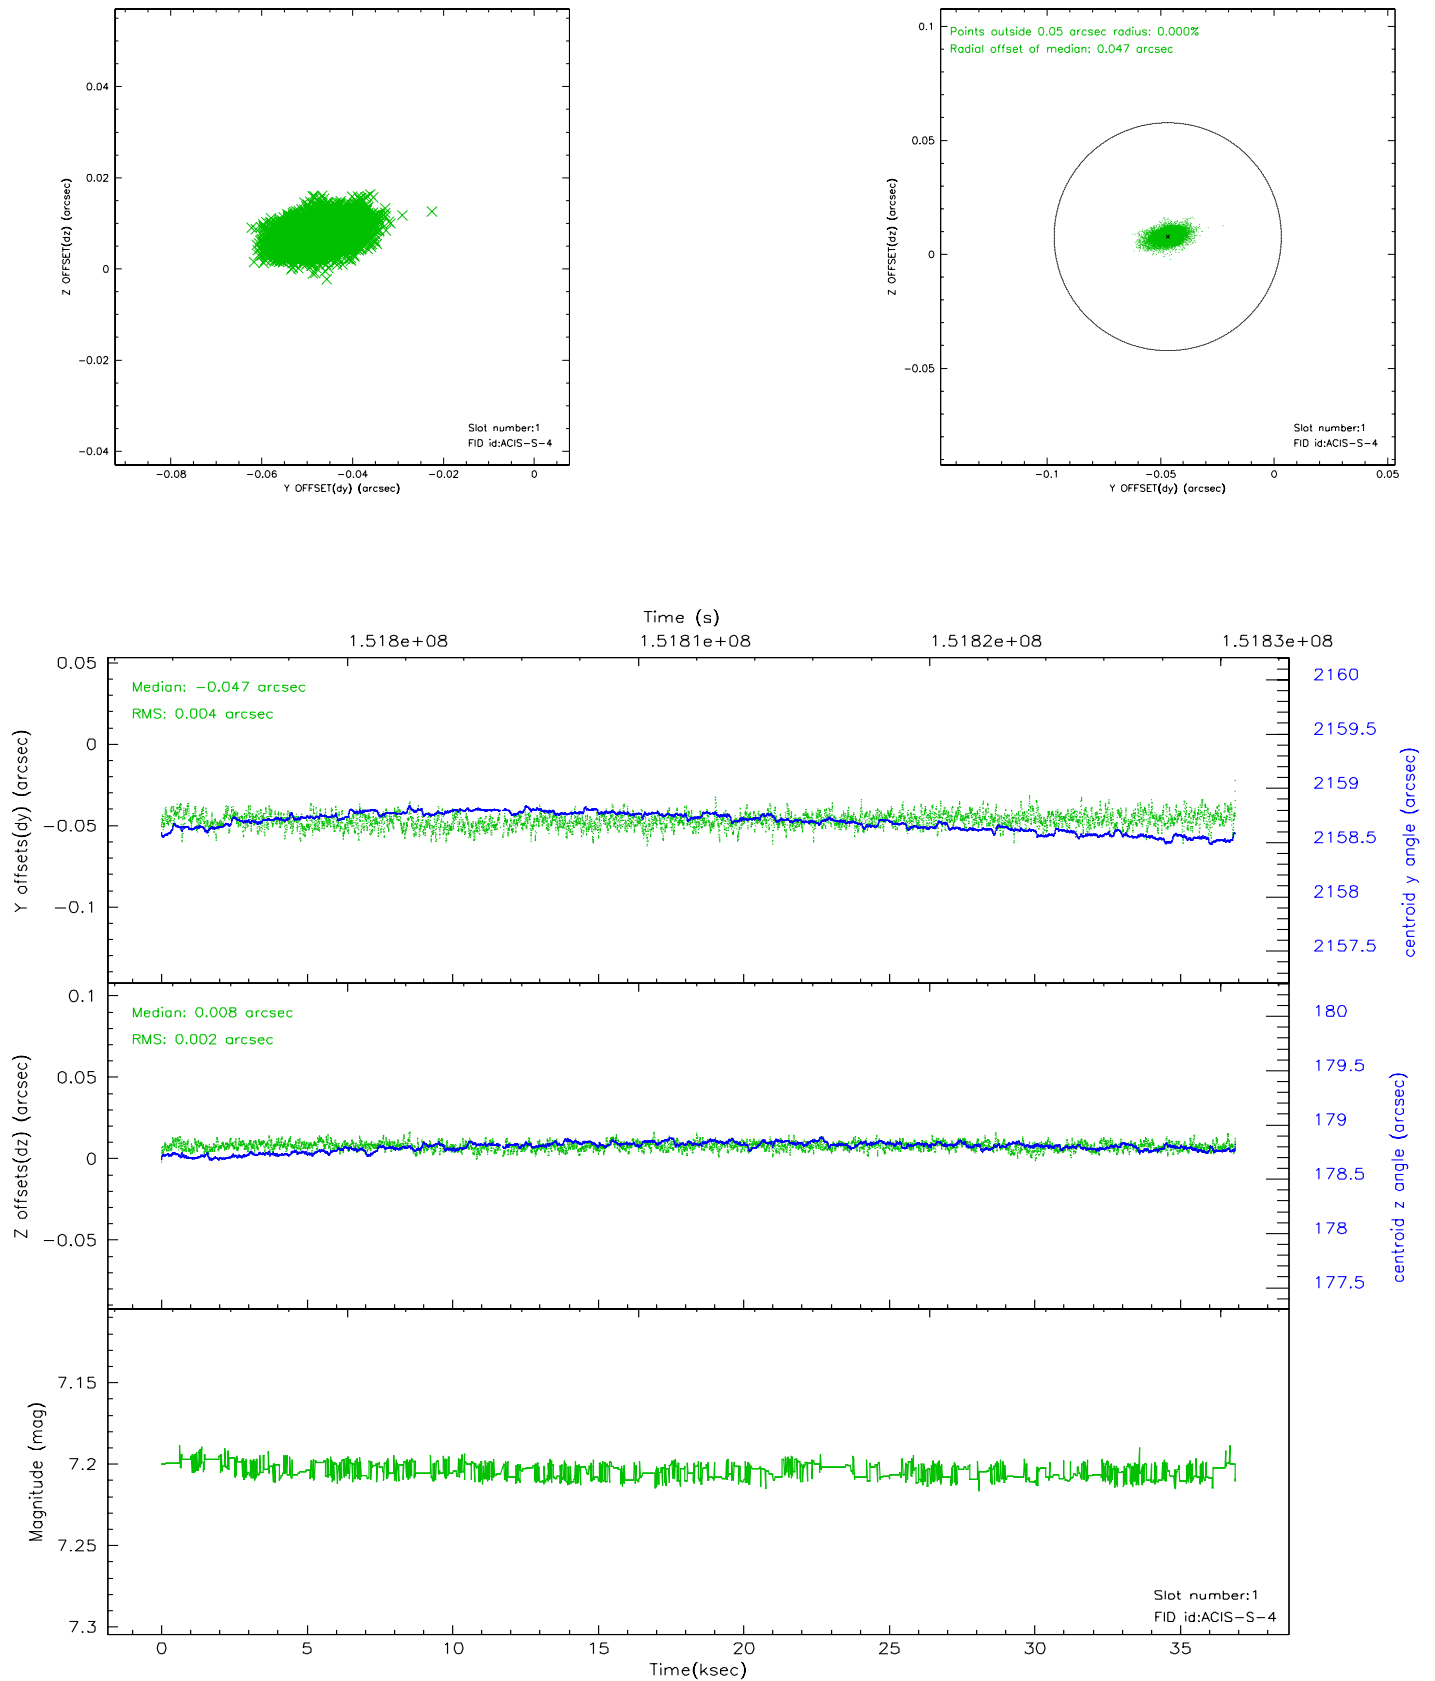 0.04
0.02
0
−0.02
−0.04
Z OFFSET(dz) (arcsec)
Slot number:1
FID id:ACIS−S−4
−0.08 −0.06 −0.04 −0.02 0
Y OFFSET(dy) (arcsec)
Points outside 0.05 arcsec radius: 0.000%
Radial offset of median: 0.047 arcsec
0.1
0.05
0
−0.05
Z OFFSET(dz) (arcsec)
Slot number:1
FID id:ACIS−S−4
−0.1 −0.05 0 0.05
Y OFFSET(dy) (arcsec)
Time (s)
1.518e+08 1.5181e+08 1.5182e+08 1.5183e+08
Median: −0.047 arcsec
RMS: 0.004 arcsec
0.05
0
−0.05
−0.1
Y offsets(dy) (arcsec)
2160
2159.5
2159
2158.5
2158
2157.5
centroid y angle (arcsec)
Median: 0.008 arcsec
RMS: 0.002 arcsec
0.1
0.05
0
−0.05
Z offsets(dz) (arcsec)
180
179.5
179
178.5
178
177.5
centroid z angle (arcsec)
7.15
7.2
7.25
7.3
Magnitude (mag)
Slot number:1
FID id:ACIS−S−4
0 5 10 15 20 25 30 35
Time(ksec)